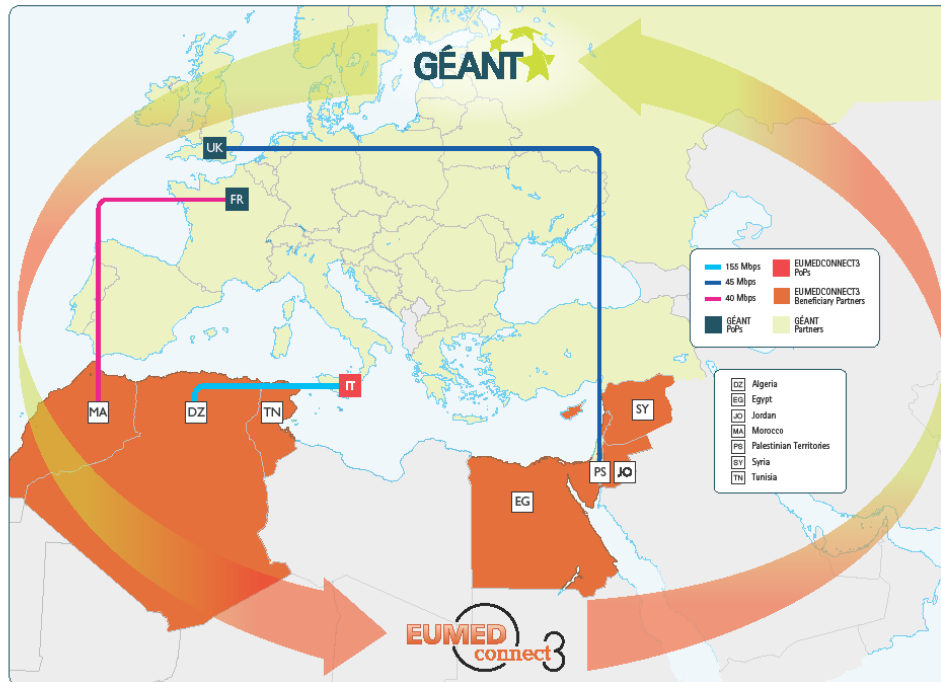 GÉANT
UK
FR
IT
MA
DZ
TN
SY
PS
JO
EG
155 Mbps
45 Mbps
40 Mbps
GÉANT
PoPs
EUMEDCONNECT3
PoPs
EUMEDCONNECT3
Beneficiary Partners
GÉANT
Partners
DZ Algeria
EG Egypt
JO Jordan
MA Morocco
PS Palestinian Territories
SY Syria
TN Tunisia
EUMED
connect3